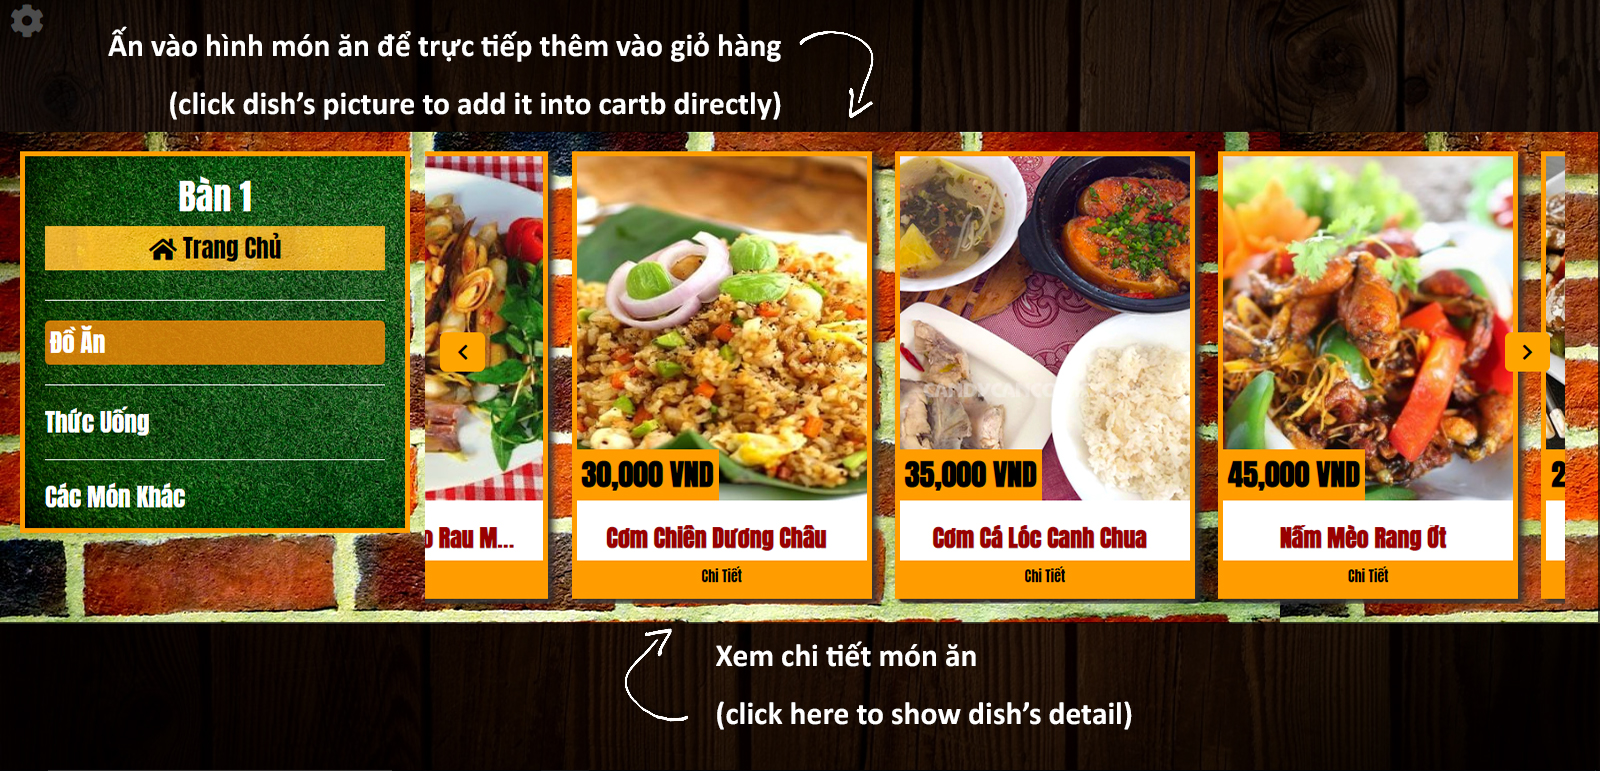 Ấn vào hình món ăn để trực tiếp thêm vào giỏ hàng
(click dish's picture to add it into cartb directly)
Bàn 1
Trang Chủ
Đồ Ăn
Thức Uống
Các Món Khác
Rau M...
30,000 VND
Cơm Chiên Dương Châu
Chi Tiết
35,000 VND
Cơm Cá Lóc Canh Chua
Chi Tiết
45,000 VND
Nấm Mèo Rang Ớt
Chi Tiết
2
Xem chi tiết món ăn
(click here to show dish's detail)